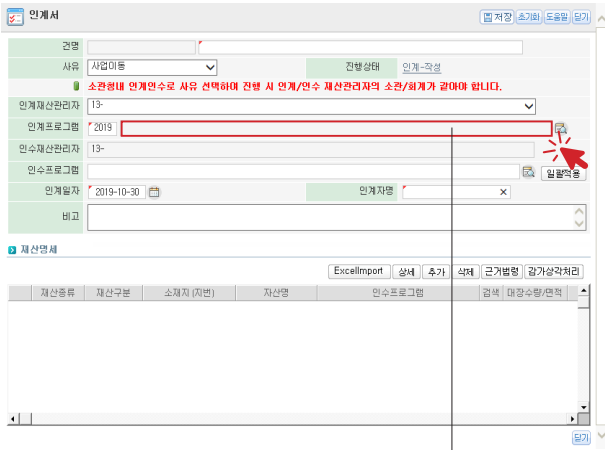 인계서 저장 초기화 도움말 닫기
건명
사유 사업이동 진행상태 인계-작성
소관청내 인계인수로 사유 선택하여 진행 시 인계/인수 재산관리자의 소관/회계가 같아야 합니다.
인계재산관리자 13-
인계프로그램 2019
인수재산관리자 13-
인수프로그램 일괄적용
인계일자 2019-10-30 인계자명
비고
재산명세
ExcelImport 상세 추가 삭제 근거법령 감가상각처리
재산종류 재산구분 소재지(지번) 자산명 인수프로그램 검색 대장수량/면적
닫기